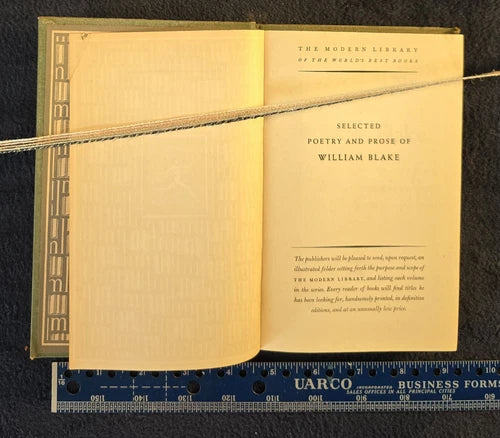 THE MODERN LIBRARY
OF THE WORLD'S BEST BOOKS
SELECTED
POETRY AND PROSE OF
WILLIAM BLAKE
The publishers will be pleased to send, upon request, an
illustrated folder setting forth the purpose and scope of
THE MODERN LIBRARY, and listing each volume
in the series. Every reader of books will find titles he
has been looking for, handsomely printed, in definitive
editions, and at an unusually low price.
UARCO INCORPORATED BUSINESS FORMS
SALES OFFICES IN ALL PRINCIPAL CITIES